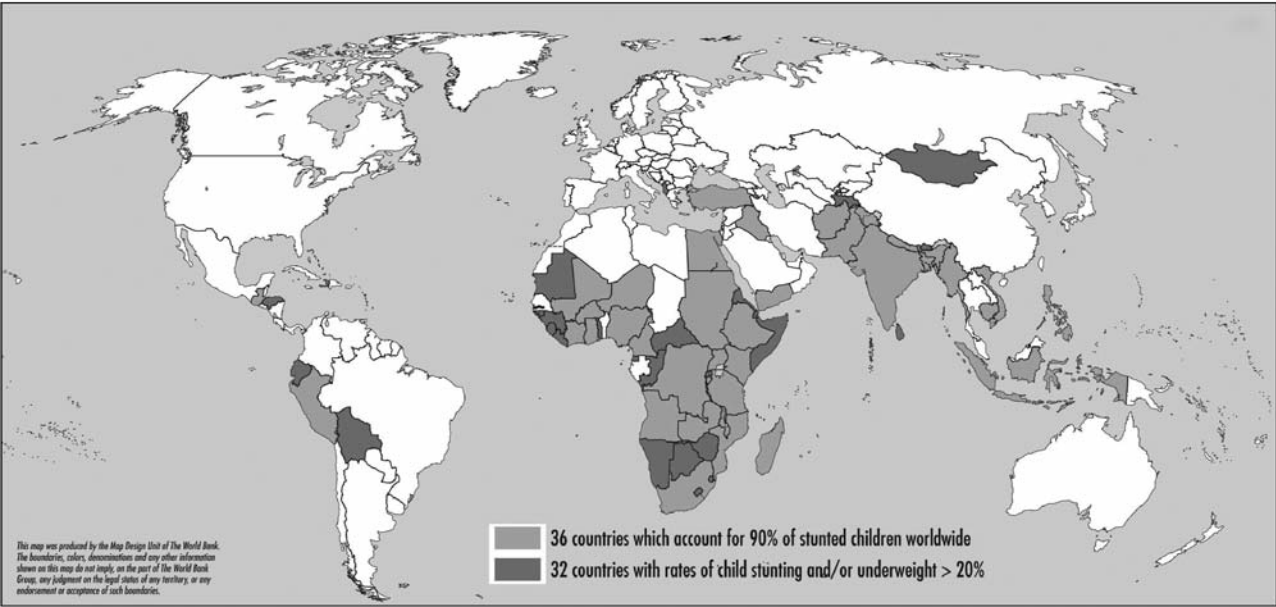 This map was produced by the Map Design Unit of The World Bank.
The boundaries, colors, denominations and any other information
shown on this map do not imply, on the part of The World Bank
Group, any judgment on the legal status of any territory, or any
endorsement or acceptance of such boundaries.
36 countries which account for 90% of stunted children worldwide
32 countries with rates of child stunting and/or underweight > 20%